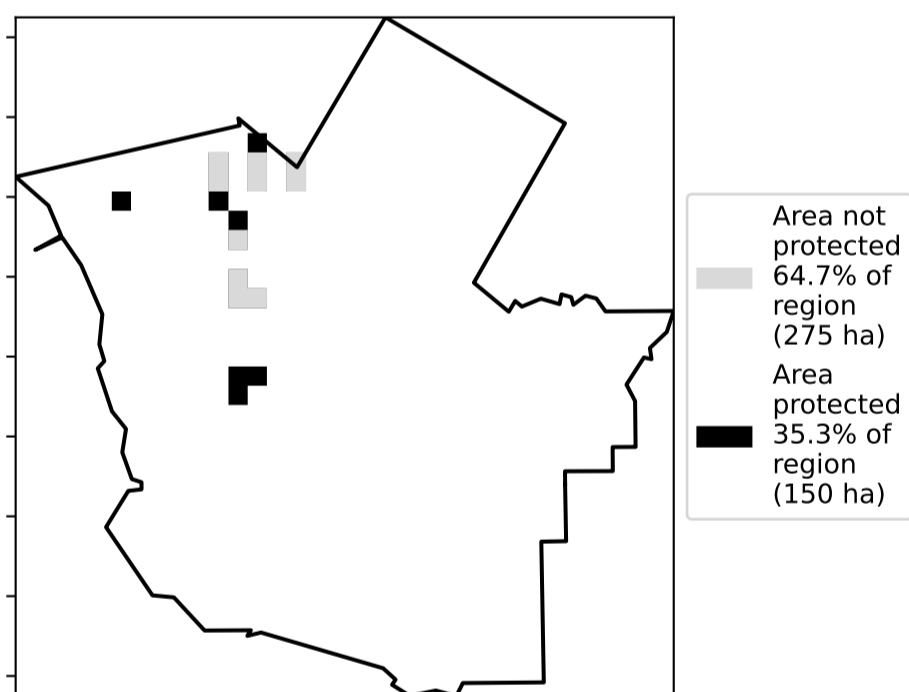 Area not
protected
64.7% of
region
(275 ha)
Area
protected
35.3% of
region
(150 ha)